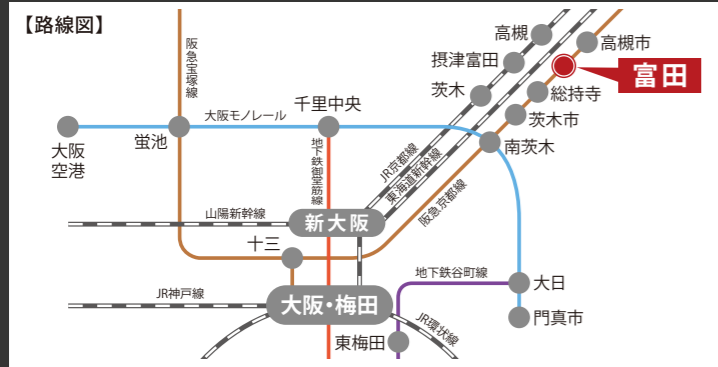 【路線図】
高槻
高槻市
摂津富田
富田
茨木
総持寺
茨木市
南茨木
阪急宝塚線
大阪モノレール
千里中央
蛍池
大阪
空港
地下鉄御堂筋線
JR京都線
東海道新幹線
阪急京都線
山陽新幹線
新大阪
十三
地下鉄谷町線
大日
JR神戸線
大阪・梅田
門真市
JR環状線
東梅田